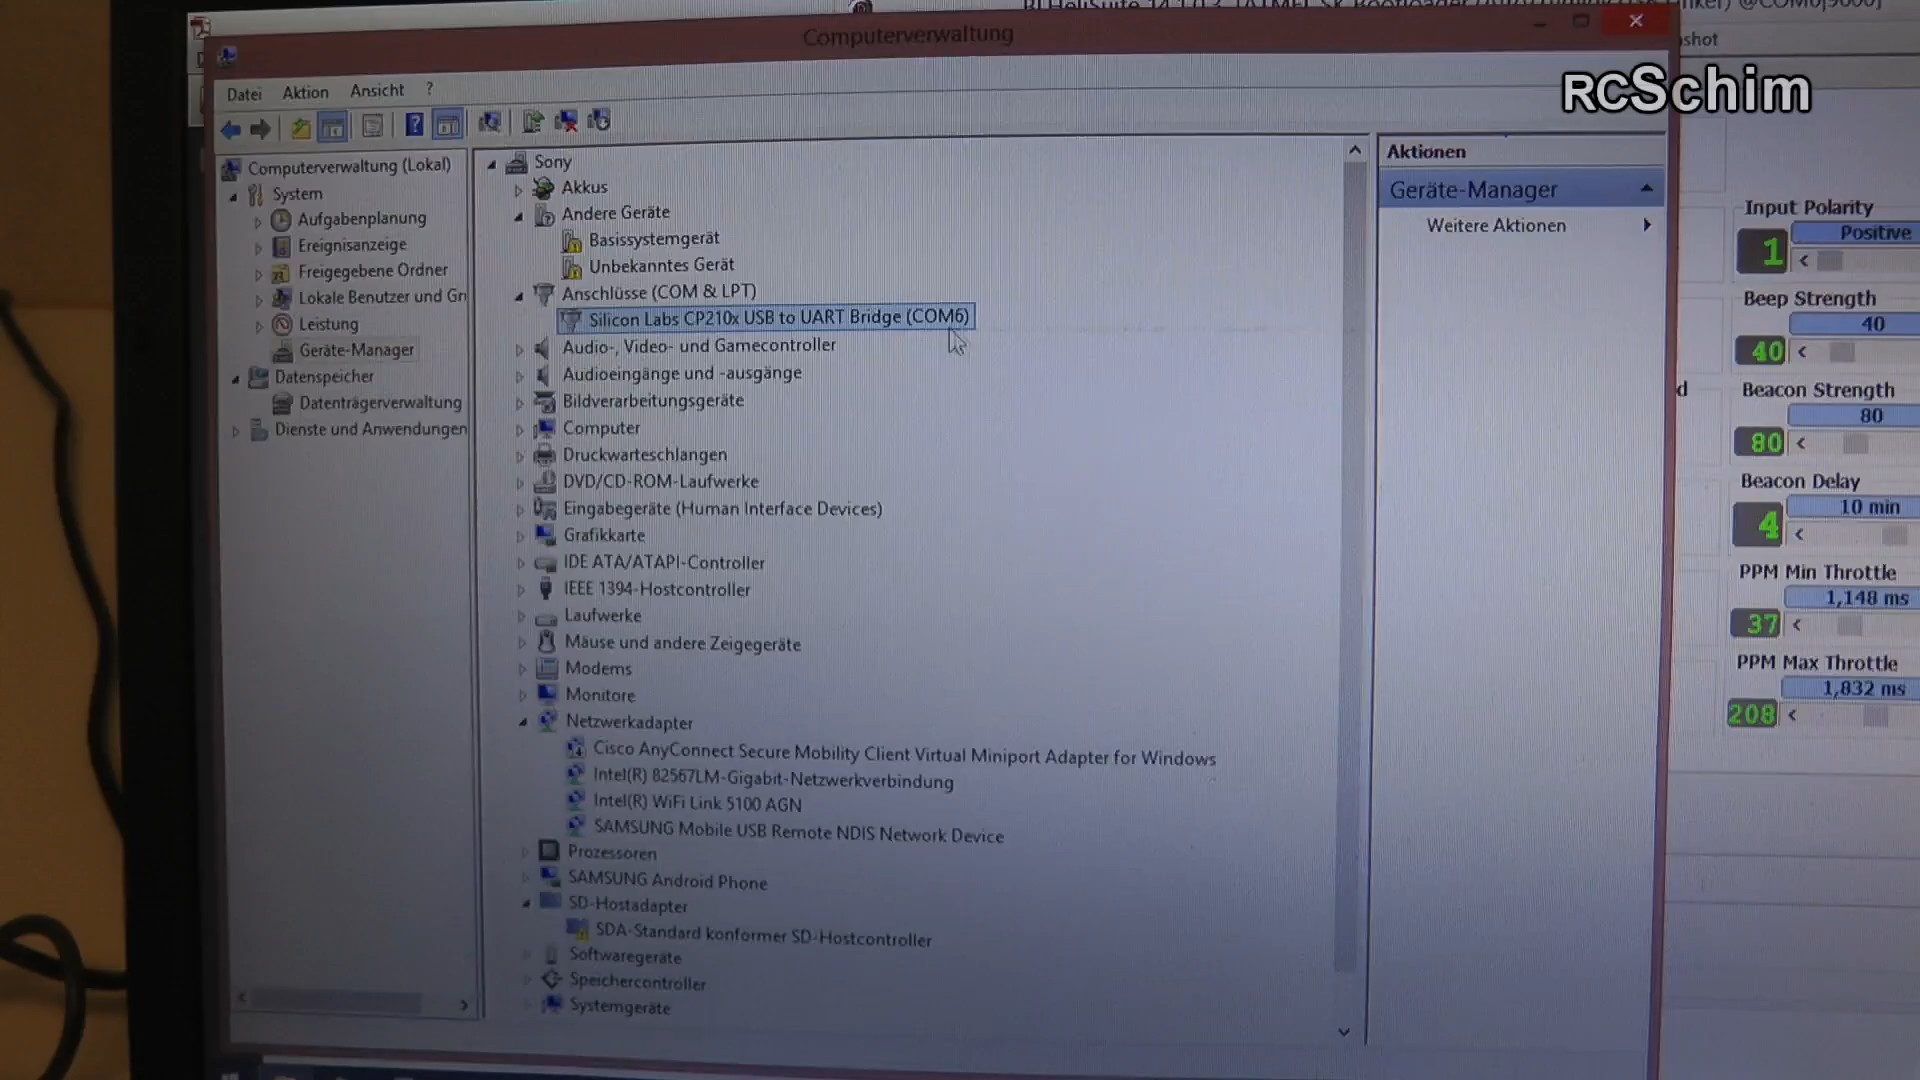 Computerverwaltung
shot
RCSchim
Datei Aktion Ansicht ?
Computerverwaltung (Lokal)
System
Aufgabenplanung
Ereignisanzeige
Freigegebene Ordner
Lokale Benutzer und Gr
Leistung
Geräte-Manager
Datenspeicher
Datenträgerverwaltung
Dienste und Anwendungen
Sony
Akkus
Andere Geräte
Basissystemgerät
Unbekanntes Gerät
Anschlüsse (COM & LPT)
Silicon Labs CP210x USB to UART Bridge (COM6)
Audio-, Video- und Gamecontroller
Audioeingänge und -ausgänge
Bildverarbeitungsgeräte
Computer
Druckwarteschlangen
DVD/CD-ROM-Laufwerke
Eingabegeräte (Human Interface Devices)
Grafikkarte
IDE ATA/ATAPI-Controller
IEEE 1394-Hostcontroller
Laufwerke
Mäuse und andere Zeigegeräte
Modems
Monitore
Netzwerkadapter
Cisco AnyConnect Secure Mobility Client Virtual Miniport Adapter for Windows
Intel(R) 82567LM-Gigabit-Netzwerkverbindung
Intel(R) WiFi Link 5100 AGN
SAMSUNG Mobile USB Remote NDIS Network Device
Prozessoren
SAMSUNG Android Phone
SD-Hostadapter
SDA-Standard konformer SD-Hostcontroller
Softwaregeräte
Speichercontroller
Systemgeräte
Aktionen
Geräte-Manager
Weitere Aktionen
Input Polarity
Positive
1
Beep Strength
40
40
d
Beacon Strength
80
80
Beacon Delay
10 min
4
PPM Min Throttle
1,148 ms
37
PPM Max Throttle
1,832 ms
208